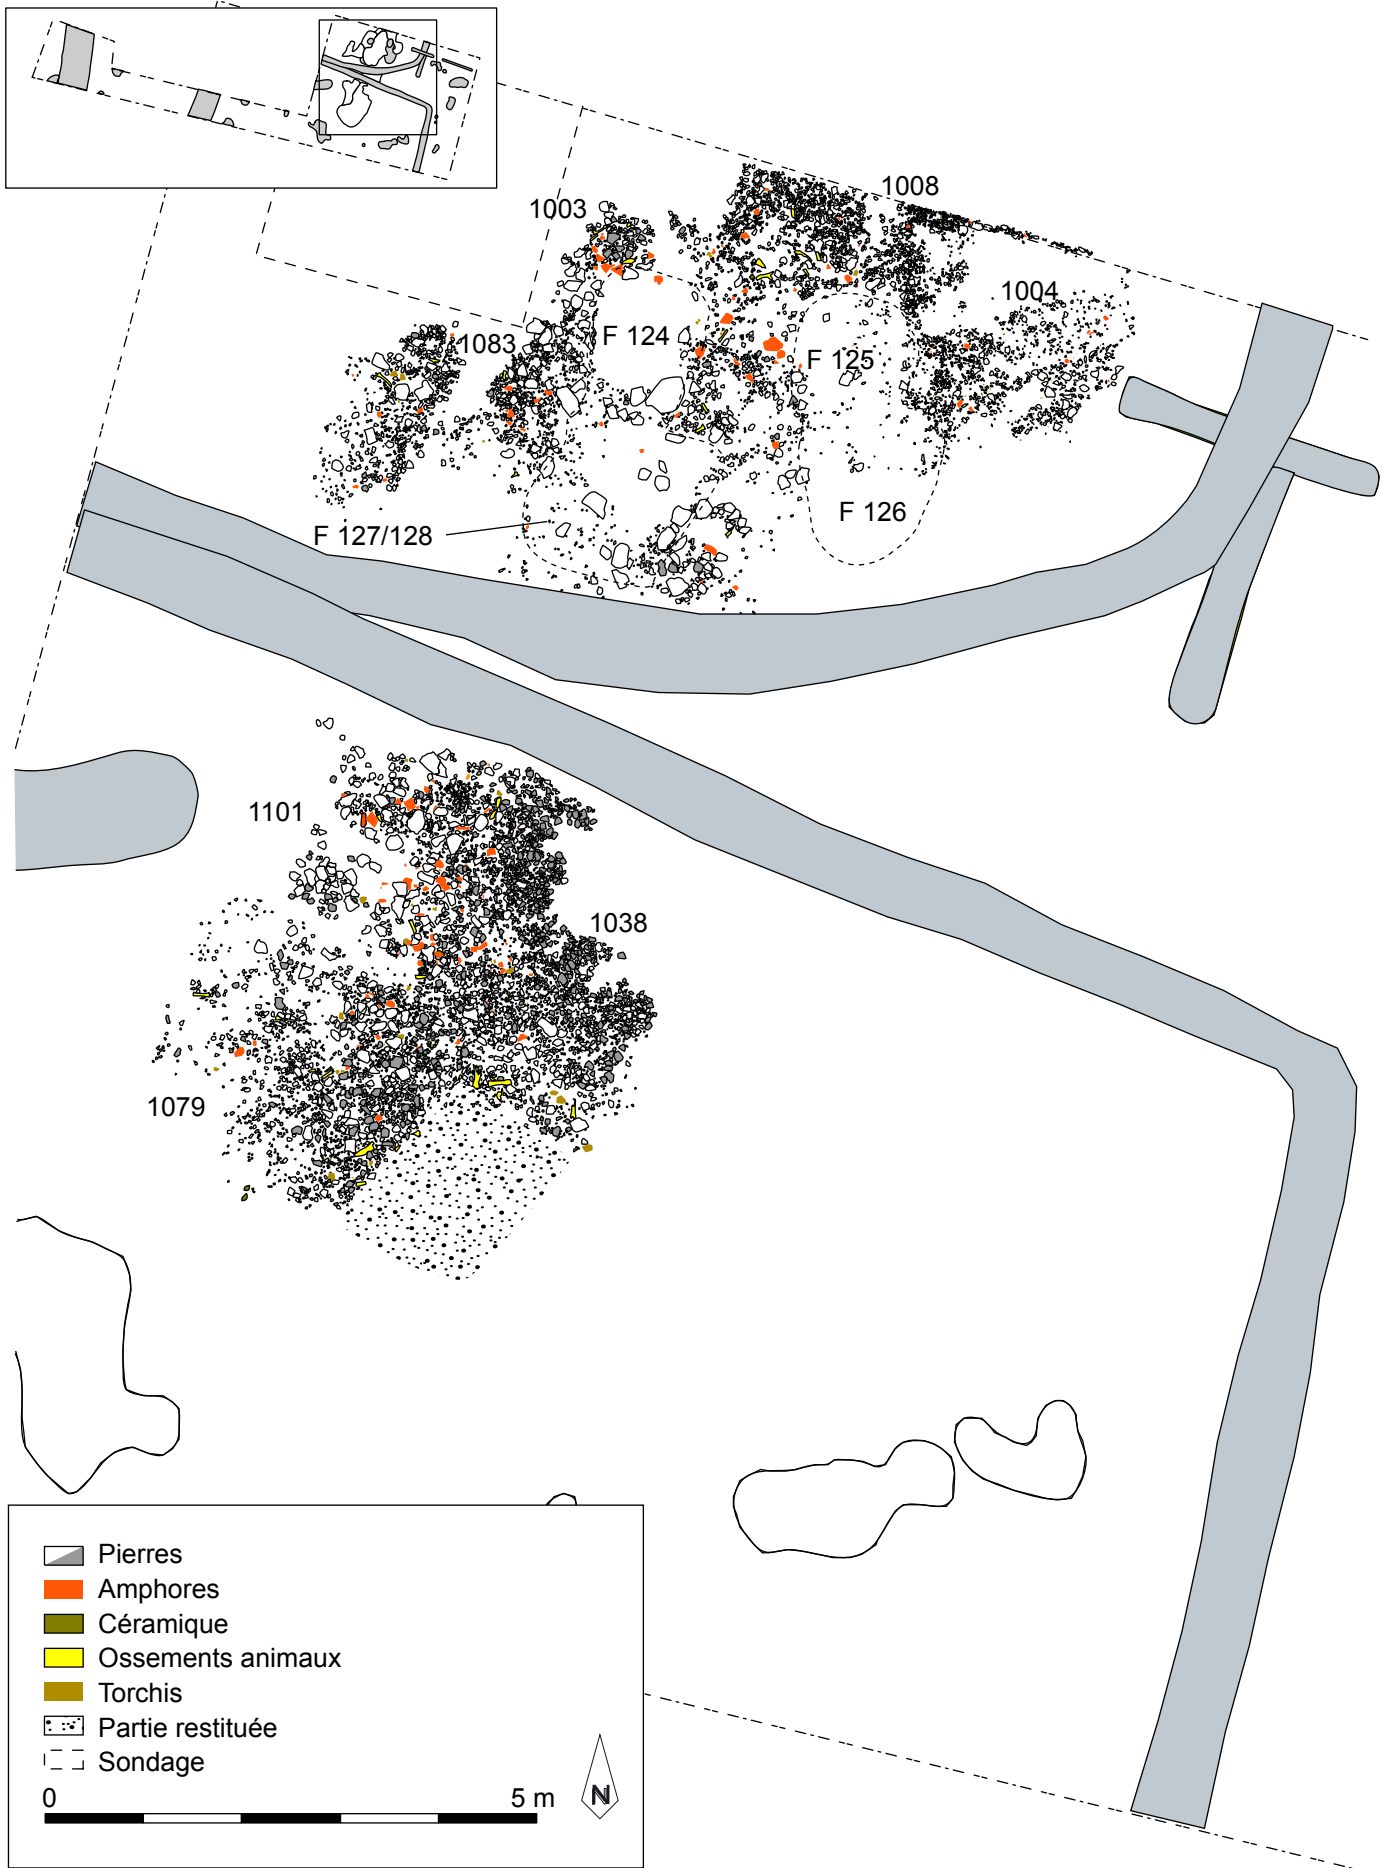 1008
1003
1004
1083
F 124
F 125
F 126
F 127/128
1101
1038
1079
Pierres
Amphores
Céramique
Ossements animaux
Torchis
Partie restituée
Sondage
0 5 m
N